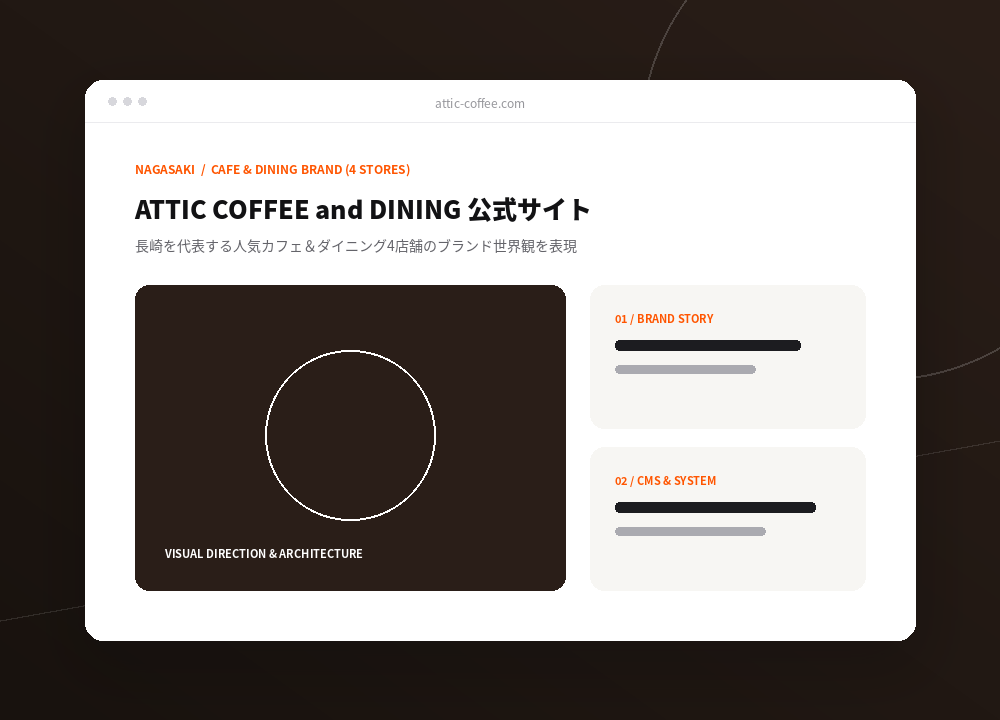 attic-coffee.com
NAGASAKI / CAFE & DINING BRAND (4 STORES)
ATTIC COFFEE and DINING 公式サイト
長崎を代表する人気カフェ＆ダイニング4店舗のブランド世界観を表現
VISUAL DIRECTION & ARCHITECTURE
01 / BRAND STORY
02 / CMS & SYSTEM